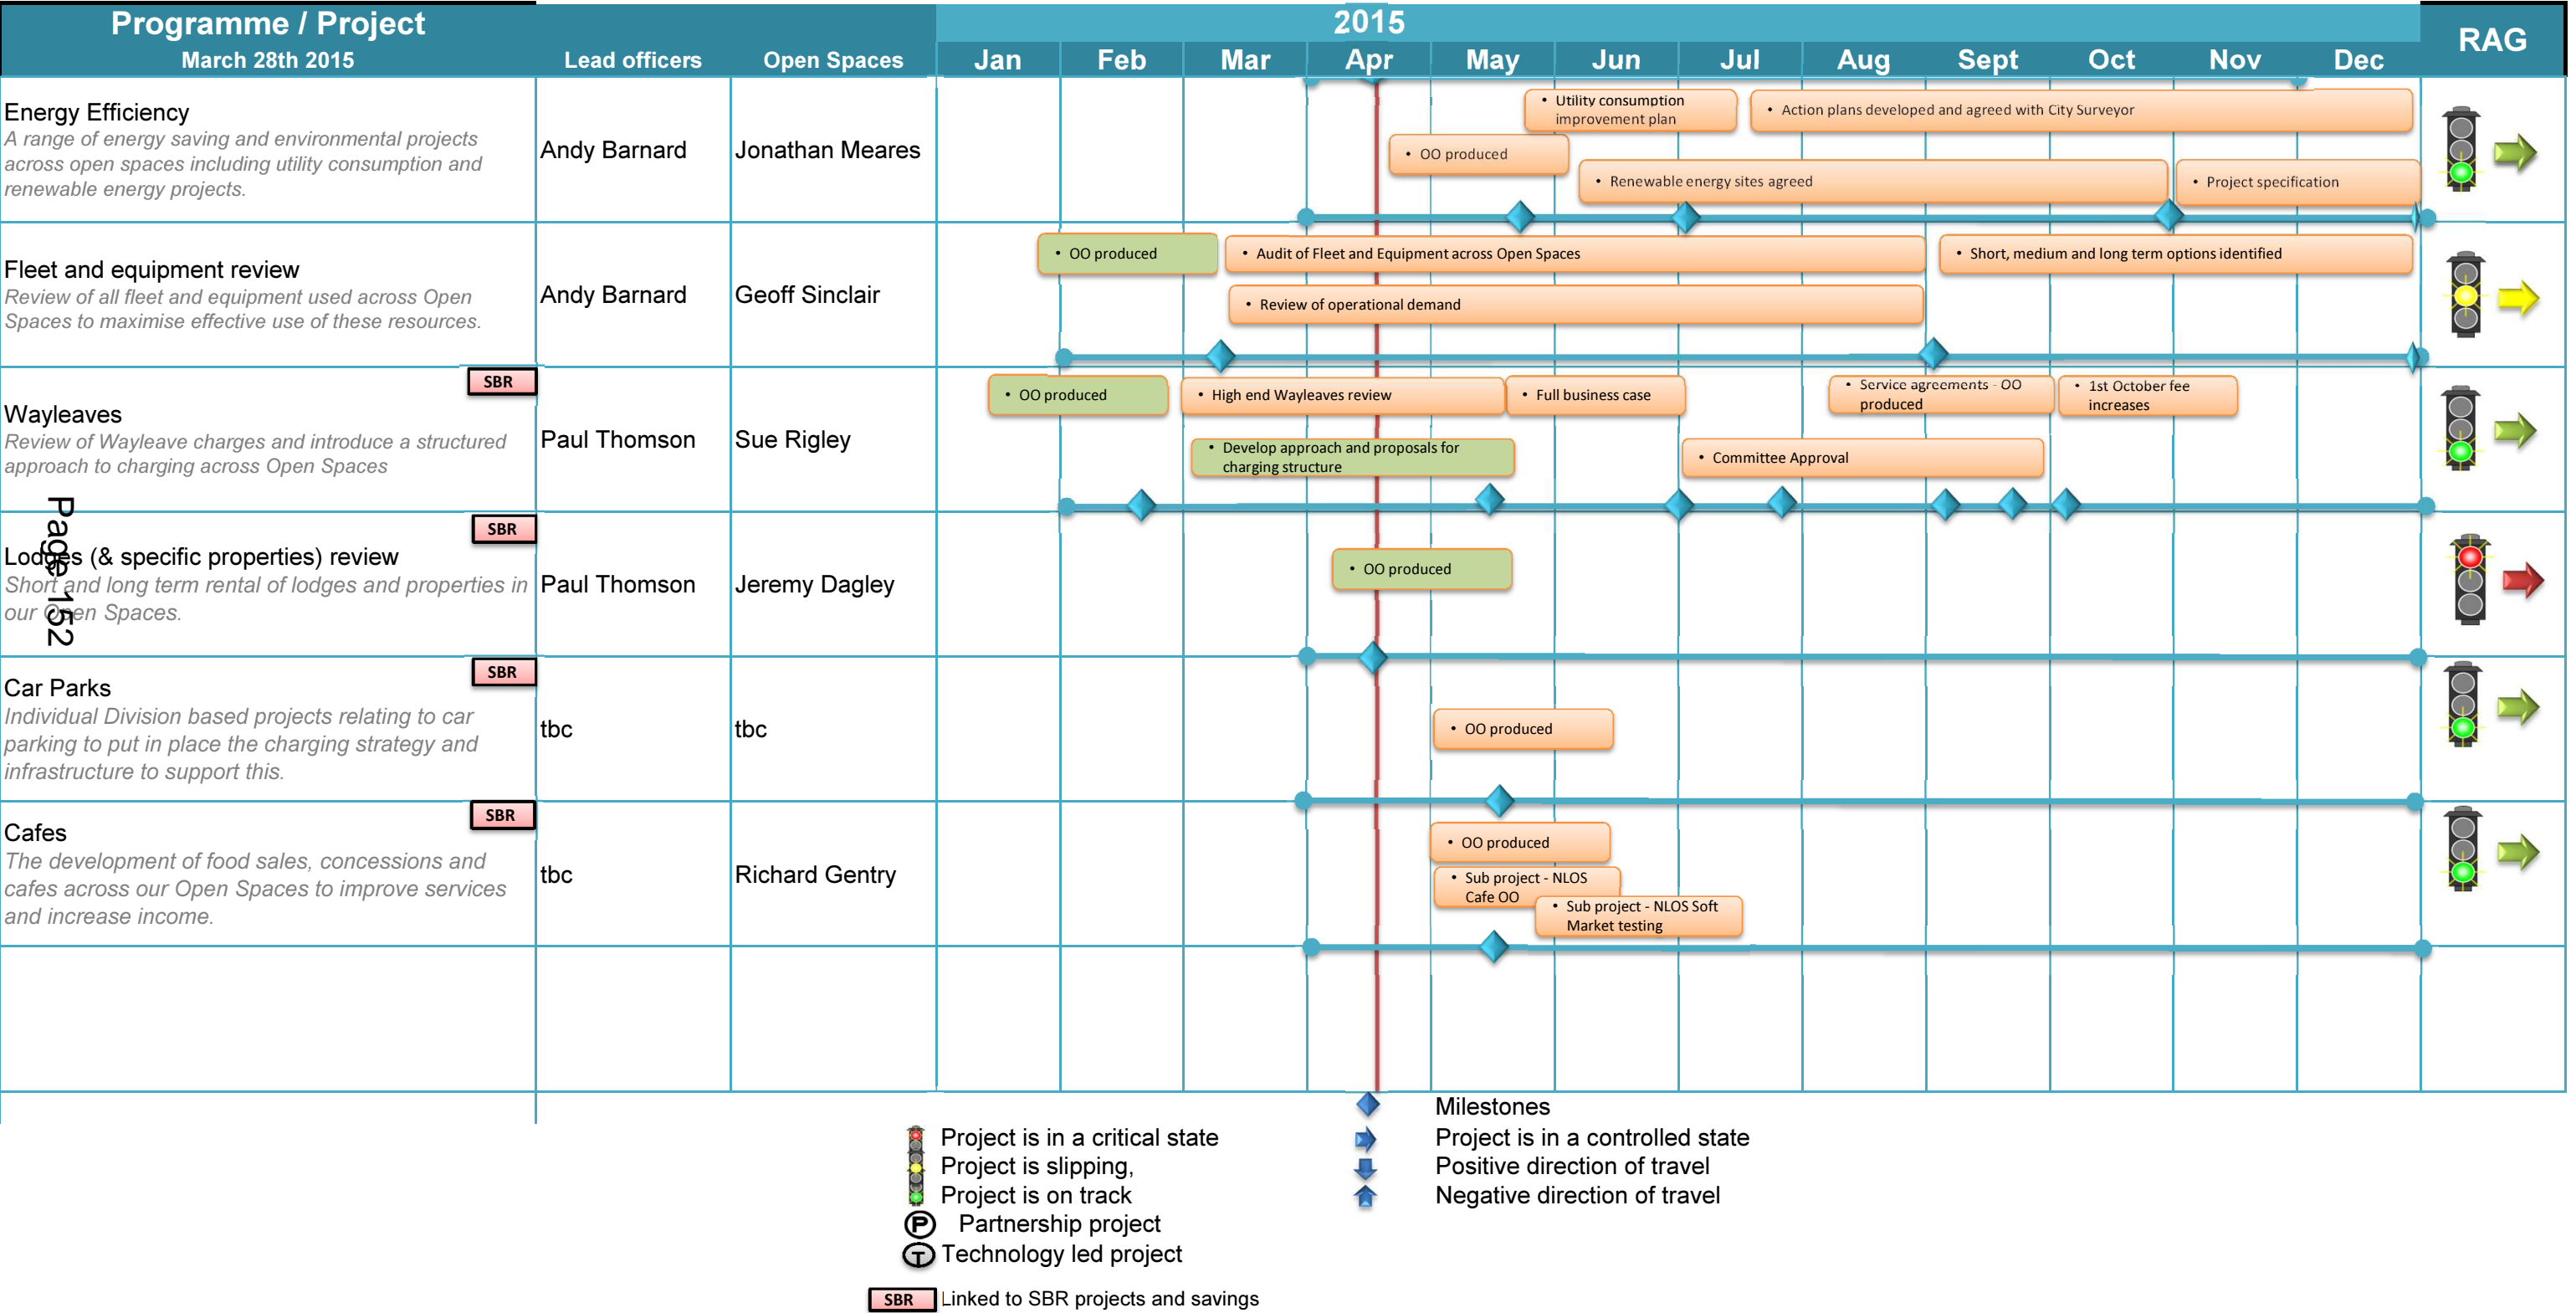 Programme / Project
March 28th 2015
Lead officers
Open Spaces
2015
Jan
Feb
Mar
Apr
May
Jun
Jul
Aug
Sept
Oct
Nov
Dec
RAG
Energy Efficiency
A range of energy saving and environmental projects
across open spaces including utility consumption and
renewable energy projects.
Andy Barnard
Jonathan Meares
• Utility consumption
improvement plan
• Action plans developed and agreed with City Surveyor
• OO produced
• Renewable energy sites agreed
• Project specification
Fleet and equipment review
Review of all fleet and equipment used across Open
Spaces to maximise effective use of these resources.
Andy Barnard
Geoff Sinclair
• OO produced
• Audit of Fleet and Equipment across Open Spaces
• Short, medium and long term options identified
• Review of operational demand
SBR
Wayleaves
Review of Wayleave charges and introduce a structured
approach to charging across Open Spaces
Paul Thomson
Sue Rigley
• OO produced
• High end Wayleaves review
• Full business case
• Service agreements - OO
produced
• 1st October fee
increases
• Develop approach and proposals for
charging structure
• Committee Approval
Page 152
SBR
Lodges (& specific properties) review
Short and long term rental of lodges and properties in
our Open Spaces.
Paul Thomson
Jeremy Dagley
• OO produced
SBR
Car Parks
Individual Division based projects relating to car
parking to put in place the charging strategy and
infrastructure to support this.
tbc
tbc
• OO produced
SBR
Cafes
The development of food sales, concessions and
cafes across our Open Spaces to improve services
and increase income.
tbc
Richard Gentry
• OO produced
• Sub project - NLOS
Cafe OO
• Sub project - NLOS Soft
Market testing
Milestones
Project is in a critical state
Project is in a controlled state
Project is slipping,
Positive direction of travel
Project is on track
Negative direction of travel
P Partnership project
T Technology led project
SBR Linked to SBR projects and savings